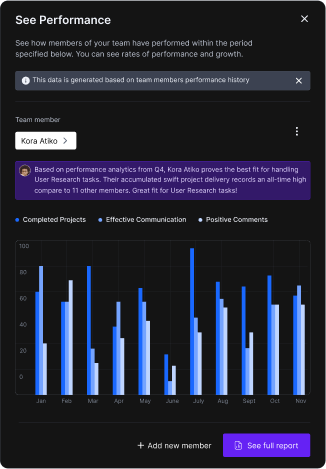 See Performance
See how members of your team have performed within the period
specified below. You can see rates of performance and growth.
This data is generated based on team members performance history
Team member
Kora Atiko
Based on performance analytics from Q4, Kora Atiko proves the best fit for handling
User Research tasks. Their accumulated swift project delivery records an all-time high
compare to 11 other members. Great fit for User Research tasks!
Completed Projects Effective Communication Positive Comments
100
80
60
40
20
0
Jan Feb Mar Apr May June July Aug Sept Oct Nov
+ Add new member See full report